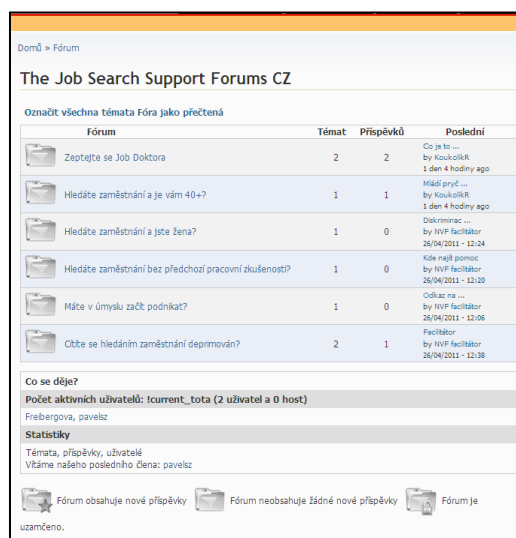 Domů » Fórum
The Job Search Support Forums CZ
Označit všechna témata Fóra jako přečtená
Fórum Témat Příspěvků Poslední
Zeptejte se Job Doktora 2 2 Co je to ... by KoukolikR 1 den 4 hodiny ago
Hledáte zaměstnání a je vám 40+? 1 1 Mládí pryč ... by KoukolikR 1 den 4 hodiny ago
Hledáte zaměstnání a jste žena? 1 0 Diskriminac ... by NVF facilitátor 26/04/2011 - 12:24
Hledáte zaměstnání bez předchozí pracovní zkušenosti? 1 0 Kde najít pomoc by NVF facilitátor 26/04/2011 - 12:20
Máte v úmyslu začít podnikat? 1 0 Odkaz na ... by NVF facilitátor 26/04/2011 - 12:06
Cítíte se hledáním zaměstnání deprimován? 2 1 Facilitátor by NVF facilitátor 26/04/2011 - 12:38
Co se děje?
Počet aktivních uživatelů: !current_tota (2 uživatel a 0 host)
Freibergova, pavelsz
Statistiky
Témata, příspěvky, uživatelé
Vítáme našeho posledního člena: pavelsz
Fórum obsahuje nové příspěvky Fórum neobsahuje žádné nové příspěvky Fórum je
uzamčeno.